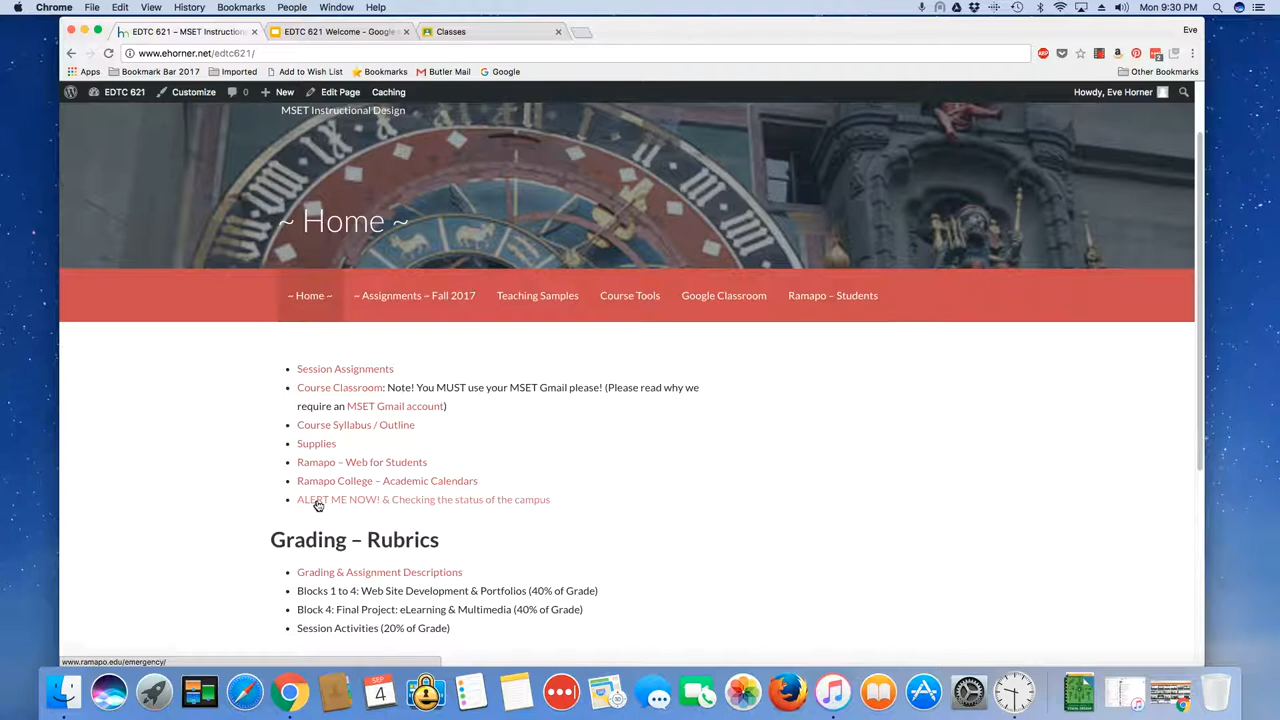 Chrome File Edit View History Bookmarks People Window Help Mon 9:30 PM
EDTC 621 – MSET Instruction EDTC 621 Welcome - Google Classes Eve
www.ehorner.net/edtc621/
Apps Bookmark Bar 2017 Imported Add to Wish List Bookmarks Butler Mail Google Other Bookmarks
EDTC 621 Customize 0 New Edit Page Caching Howdy, Eve Horner
MSET Instructional Design
~ Home ~
~ Home ~ ~ Assignments ~ Fall 2017 Teaching Samples Course Tools Google Classroom Ramapo – Students
• Session Assignments
• Course Classroom: Note! You MUST use your MSET Gmail please! (Please read why we
require an MSET Gmail account)
• Course Syllabus / Outline
• Supplies
• Ramapo – Web for Students
• Ramapo College – Academic Calendars
• ALERT ME NOW! & Checking the status of the campus
Grading – Rubrics
• Grading & Assignment Descriptions
• Blocks 1 to 4: Web Site Development & Portfolios (40% of Grade)
• Block 4: Final Project: eLearning & Multimedia (40% of Grade)
• Session Activities (20% of Grade)
www.ramapo.edu/emergency/
SEP
4